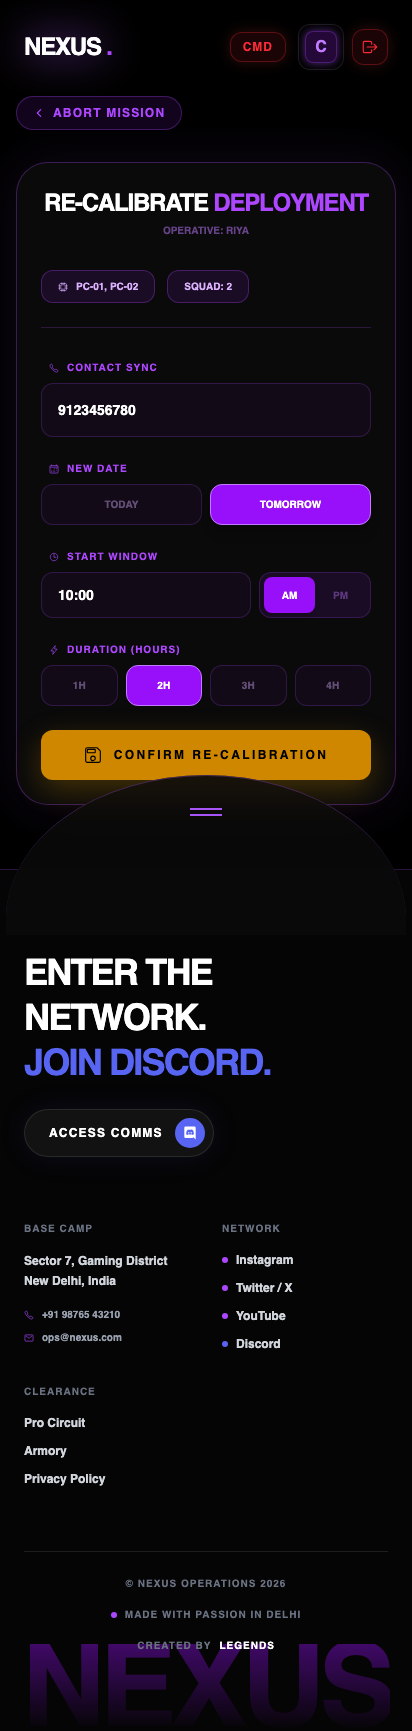 NEXUS.
CMD
C
ABORT MISSION
RE-CALIBRATE DEPLOYMENT
OPERATIVE: RIYA
PC-01, PC-02
SQUAD: 2
CONTACT SYNC
9123456780
NEW DATE
TODAY
TOMORROW
START WINDOW
10:00
AM
PM
DURATION (HOURS)
1H
2H
3H
4H
CONFIRM RE-CALIBRATION
ENTER THE
NETWORK.
JOIN DISCORD.
ACCESS COMMS
BASE CAMP
Sector 7, Gaming District
New Delhi, India
+91 98765 43210
ops@nexus.com
NETWORK
Instagram
Twitter / X
YouTube
Discord
CLEARANCE
Pro Circuit
Armory
Privacy Policy
© NEXUS OPERATIONS 2026
MADE WITH PASSION IN DELHI
CREATED BY LEGENDS
NEXUS